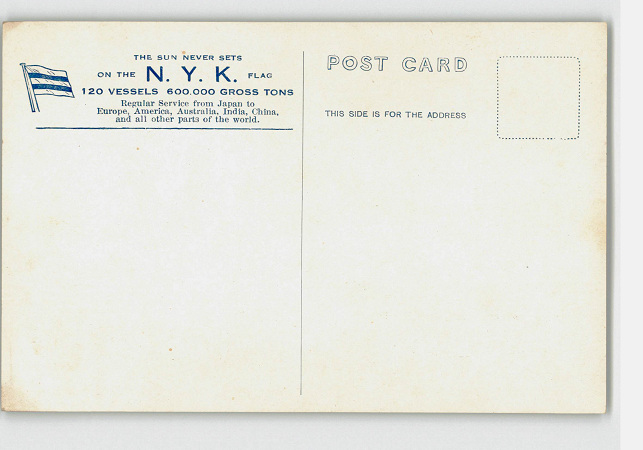 THE SUN NEVER SETS
ON THE N. Y. K. FLAG
120 VESSELS 600.000 GROSS TONS
Regular Service from Japan to
Europe, America, Australia, India, China,
and all other parts of the world.
POST CARD
THIS SIDE IS FOR THE ADDRESS